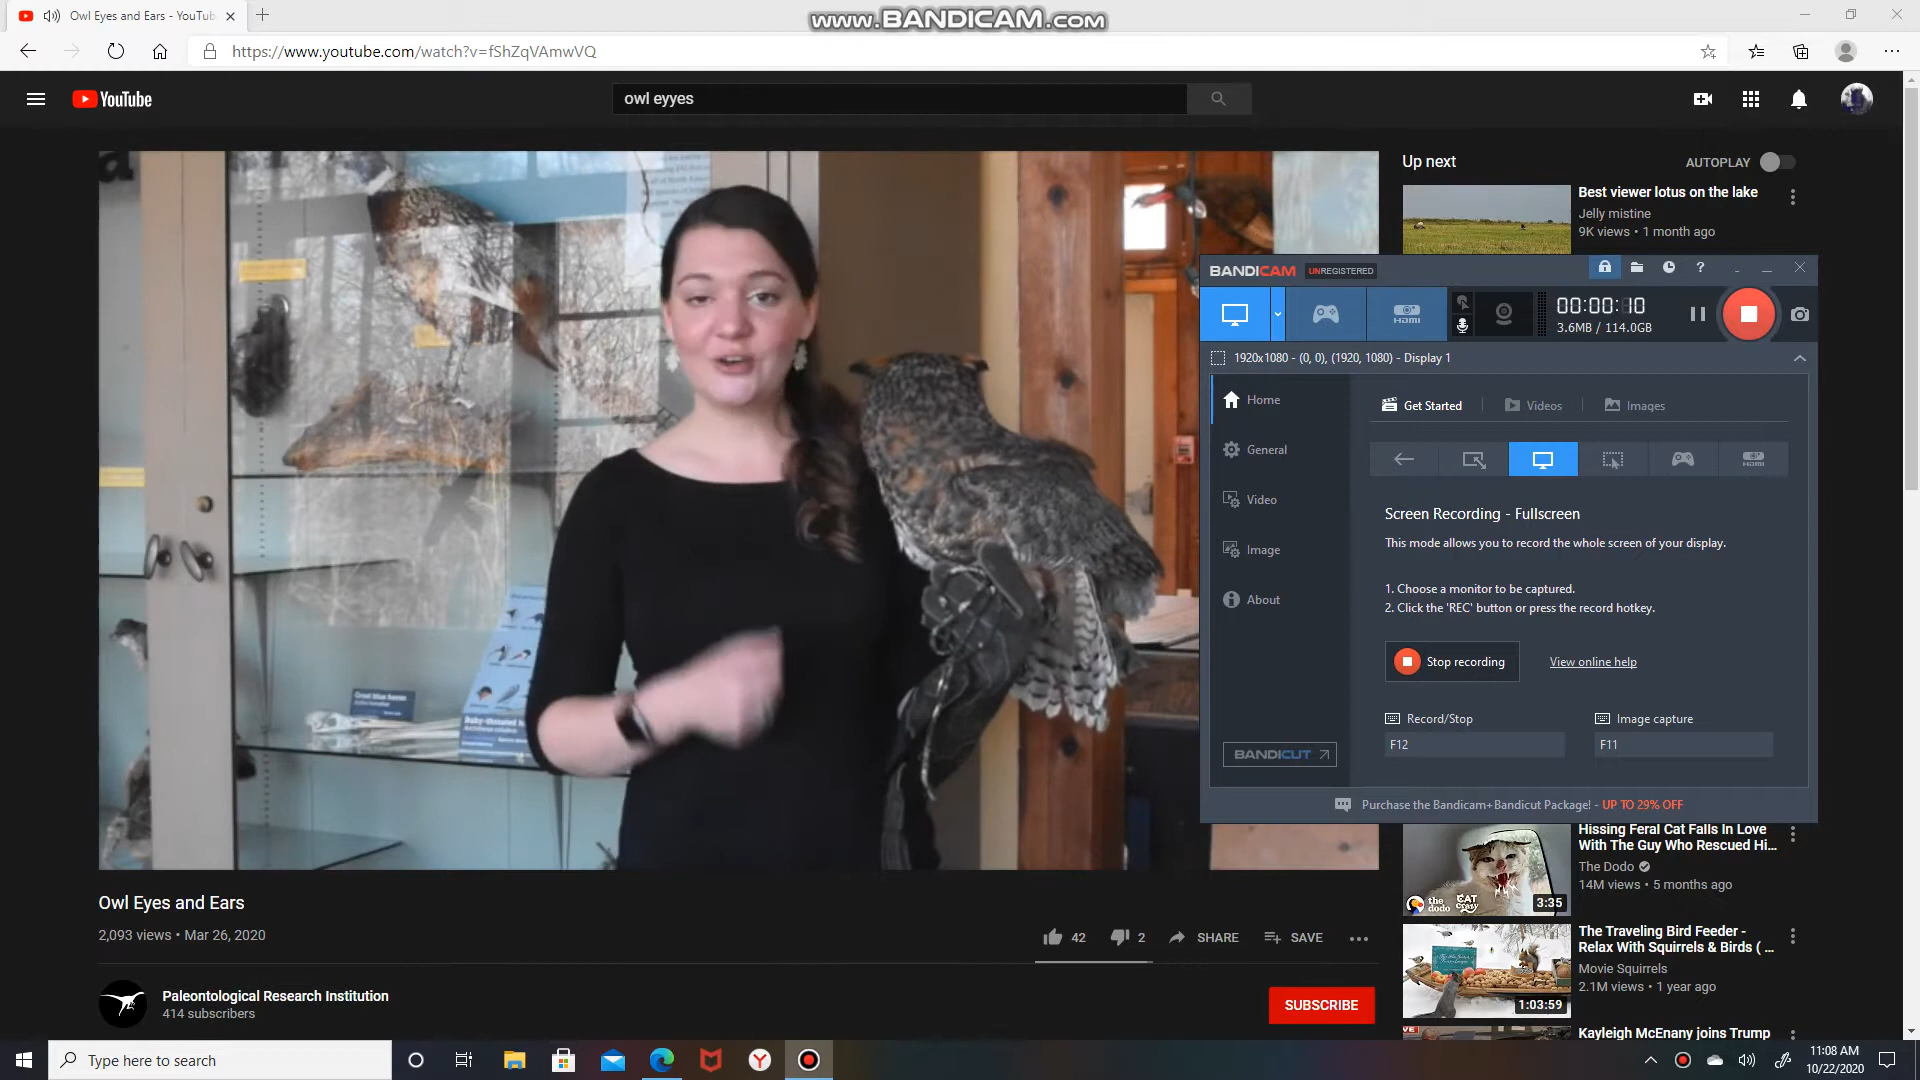 www.BANDICAM.com
Owl Eyes and Ears - YouTub
https://www.youtube.com/watch?v=fShZqVAmwVQ
YouTube
owl eyyes
Up next
AUTOPLAY
Best viewer lotus on the lake
Jelly mistine
9K views • 1 month ago
BANDICAM
UNREGISTERED
00:00:10
3.6MB / 114.0GB
HDMI
1920x1080 - (0, 0), (1920, 1080) - Display 1
Home
General
Video
Image
About
BANDICUT
Get Started
Videos
Images
HDMI
Screen Recording - Fullscreen
This mode allows you to record the whole screen of your display.
1. Choose a monitor to be captured.
2. Click the 'REC' button or press the record hotkey.
Stop recording
View online help
Record/Stop
Image capture
F12
F11
Purchase the Bandicam+Bandicut Package! - UP TO 29% OFF
Hissing Feral Cat Falls In Love
With The Guy Who Rescued Hi...
The Dodo
14M views • 5 months ago
the dodo
CAT crazy
3:35
The Traveling Bird Feeder -
Relax With Squirrels & Birds ( ...
Movie Squirrels
2.1M views • 1 year ago
1:03:59
Kayleigh McEnany joins Trump
Great blue heron
Owl Eyes and Ears
2,093 views • Mar 26, 2020
42
2
SHARE
SAVE
Paleontological Research Institution
414 subscribers
SUBSCRIBE
Type here to search
11:08 AM
10/22/2020